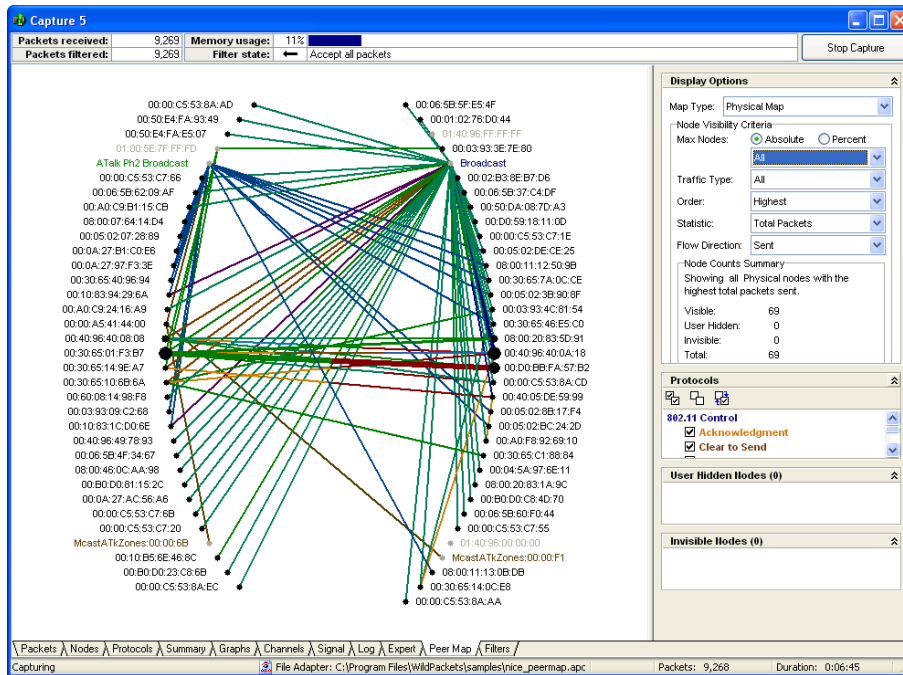 Capture 5
Packets received: 9,269 Memory usage: 11%
Packets filtered: 9,269 Filter state: Accept all packets
Stop Capture
00:00:C5:53:8A:AD
00:50:E4:FA:93:49
00:50:E4:FA:E5:07
01:00:5E:7F:FF:FD
ATalk Ph2 Broadcast
00:00:C5:53:C7:66
00:06:5B:62:09:AF
00:A0:C9:B1:15:CB
08:00:07:64:14:D4
00:05:02:07:28:89
00:0A:27:B1:C0:E6
00:0A:27:97:F3:3E
00:30:65:40:96:94
00:10:83:94:29:6A
00:A0:C9:24:16:A9
00:00:A5:41:44:00
00:40:96:40:08:08
00:30:65:01:F3:B7
00:30:65:14:9E:A7
00:30:65:10:6B:6A
00:60:08:14:98:F8
00:03:93:09:C2:68
00:10:83:1C:D0:6E
00:40:96:49:78:93
00:06:5B:4F:34:67
08:00:46:0C:AA:98
00:B0:D0:81:15:2C
00:0A:27:AC:56:A6
00:00:C5:53:C7:6B
00:00:C5:53:C7:20
McastATkZones:00:00:6B
00:10:B5:6E:46:8C
00:B0:D0:23:C8:6B
00:00:C5:53:8A:EC
00:06:5B:5F:E5:4F
00:01:02:76:D0:44
01:40:96:FF:FF:FF
00:03:93:3E:7E:80
Broadcast
00:02:B3:8E:B7:D6
00:06:5B:37:C4:DF
00:50:DA:08:7D:A3
00:D0:59:18:11:0D
00:00:C5:53:C7:1E
00:05:02:DE:CE:25
08:00:11:12:50:9B
00:30:65:7A:0C:CE
00:05:02:3B:90:8F
00:03:93:4C:81:54
00:30:65:46:E5:C0
08:00:20:83:5D:91
00:40:96:40:0A:18
00:D0:BB:FA:57:B2
00:00:C5:53:8A:CD
00:40:05:DE:59:99
00:05:02:8B:17:F4
00:05:02:BC:24:2D
00:A0:F8:92:69:10
00:30:65:C1:88:84
00:04:5A:97:6E:11
08:00:20:83:1A:9C
00:B0:D0:C8:4D:70
00:06:5B:60:F0:44
00:00:C5:53:C7:55
01:40:96:00:00:00
McastATkZones:00:00:F1
08:00:11:13:0B:DB
00:30:65:14:0C:E8
00:00:C5:53:8A:AA
Display Options
Map Type: Physical Map
Node Visibility Criteria
Max Nodes: Absolute Percent
All
Traffic Type: All
Order: Highest
Statistic: Total Packets
Flow Direction: Sent
Node Counts Summary
Showing all Physical nodes with the
highest total packets sent.
Visible: 69
User Hidden: 0
Invisible: 0
Total: 69
Protocols
802.11 Control
Acknowledgment
Clear to Send
User Hidden Nodes (0)
Invisible Nodes (0)
Packets Nodes Protocols Summary Graphs Channels Signal Log Expert Peer Map Filters
Capturing File Adapter: C:\Program Files\WildPackets\samples\nice_peermap.apc Packets: 9,268 Duration: 0:06:45